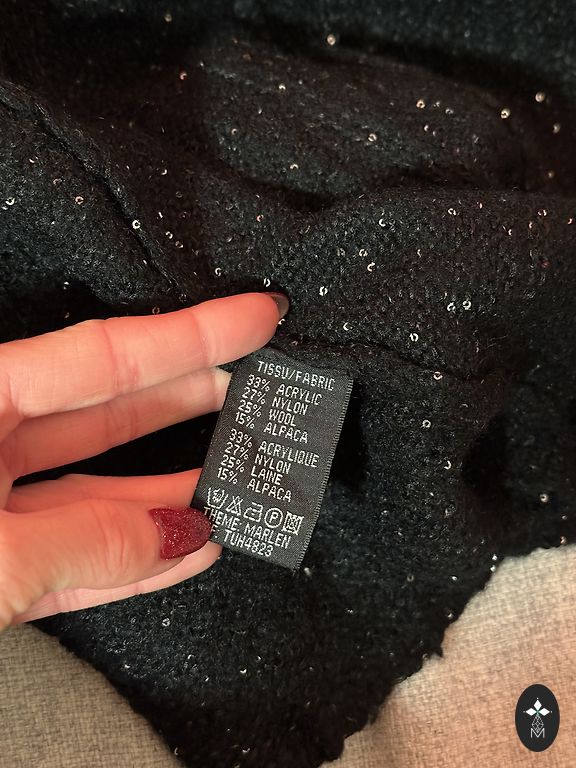 TISSU/FABRIC
33% ACRYLIC
27% NYLON
25% WOOL
15% ALPACA
33% ACRYLIQUE
27% NYLON
25% LAINE
15% ALPACA
P
THEME: MARLEN
TUH4823
M